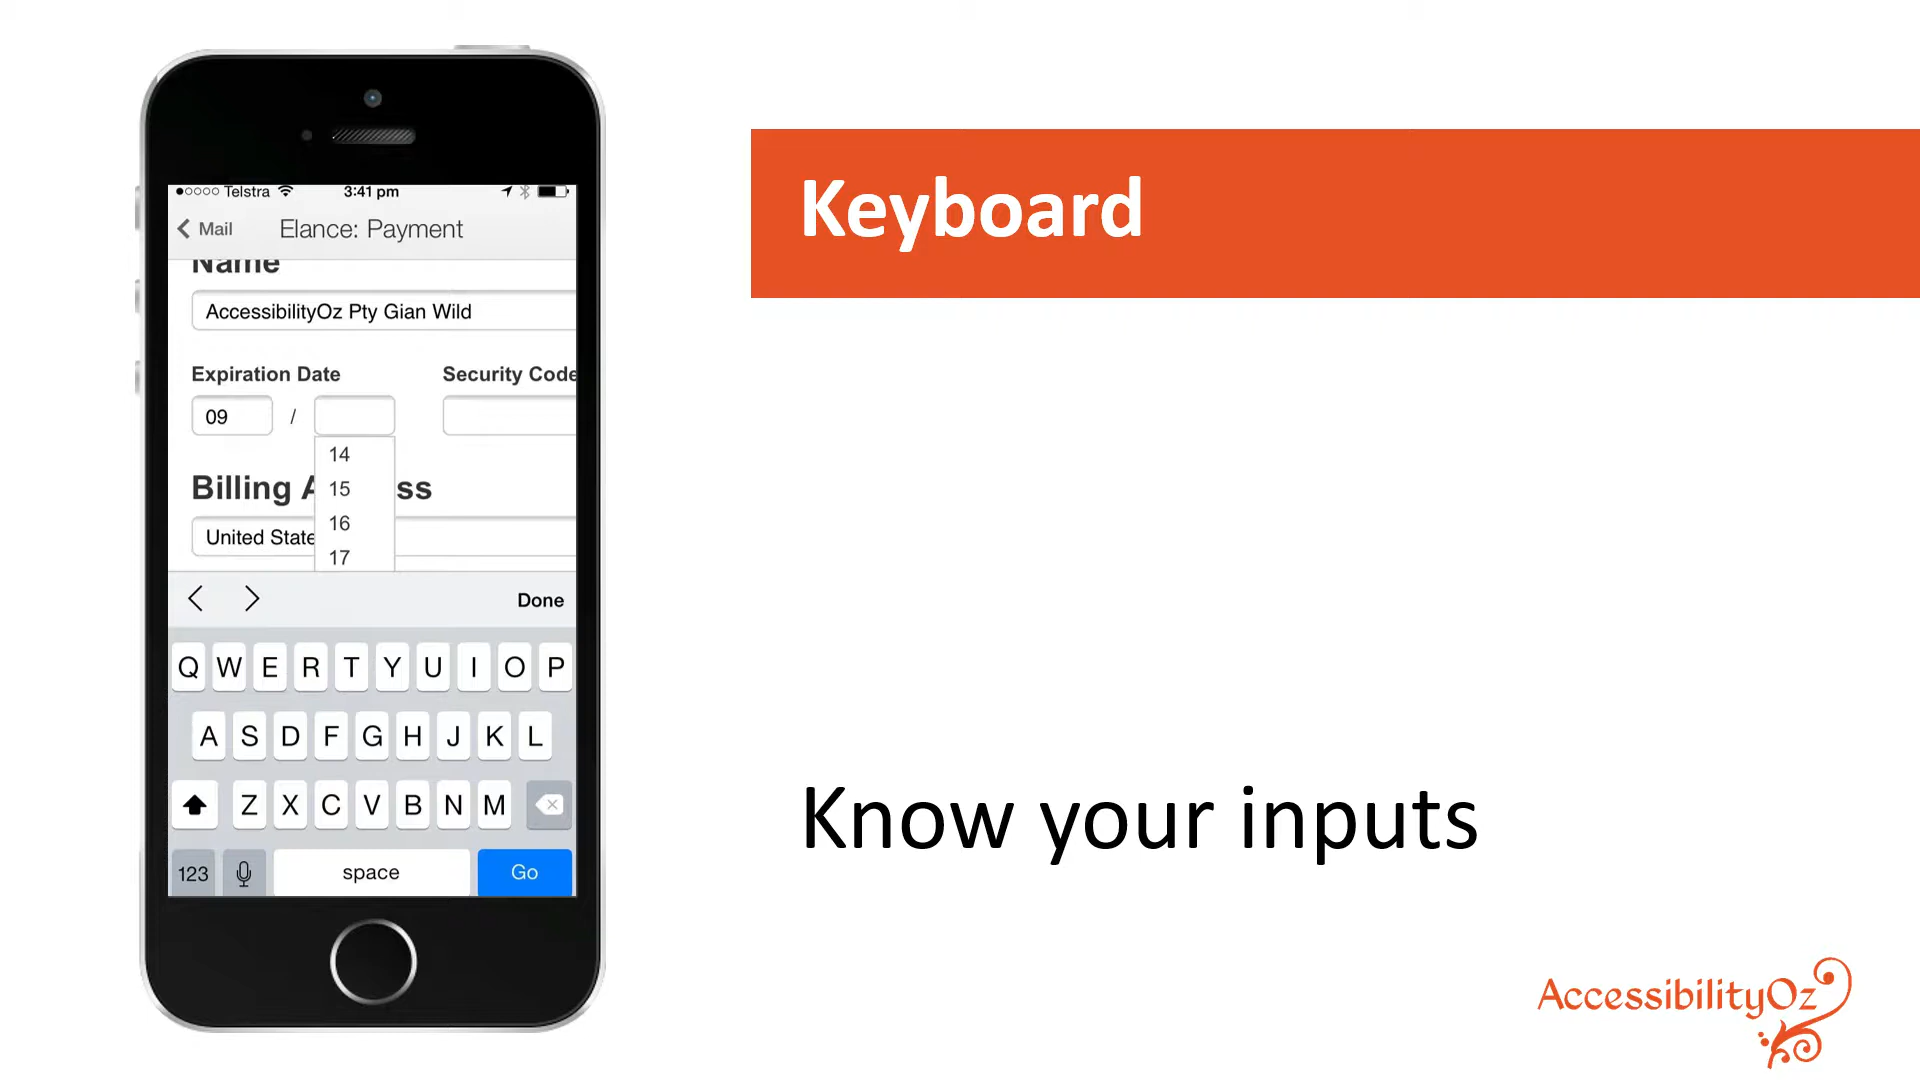 Telstra 3:41 pm
Mail Elance: Payment
Name
AccessibilityOz Pty Gian Wild
Expiration Date Security Code
09 /
14
Billing A ss
15
16
United State
17
Done
Q W E R T Y U I O P
A S D F G H J K L
Z X C V B N M
123 space Go
Keyboard
Know your inputs
AccessibilityOz